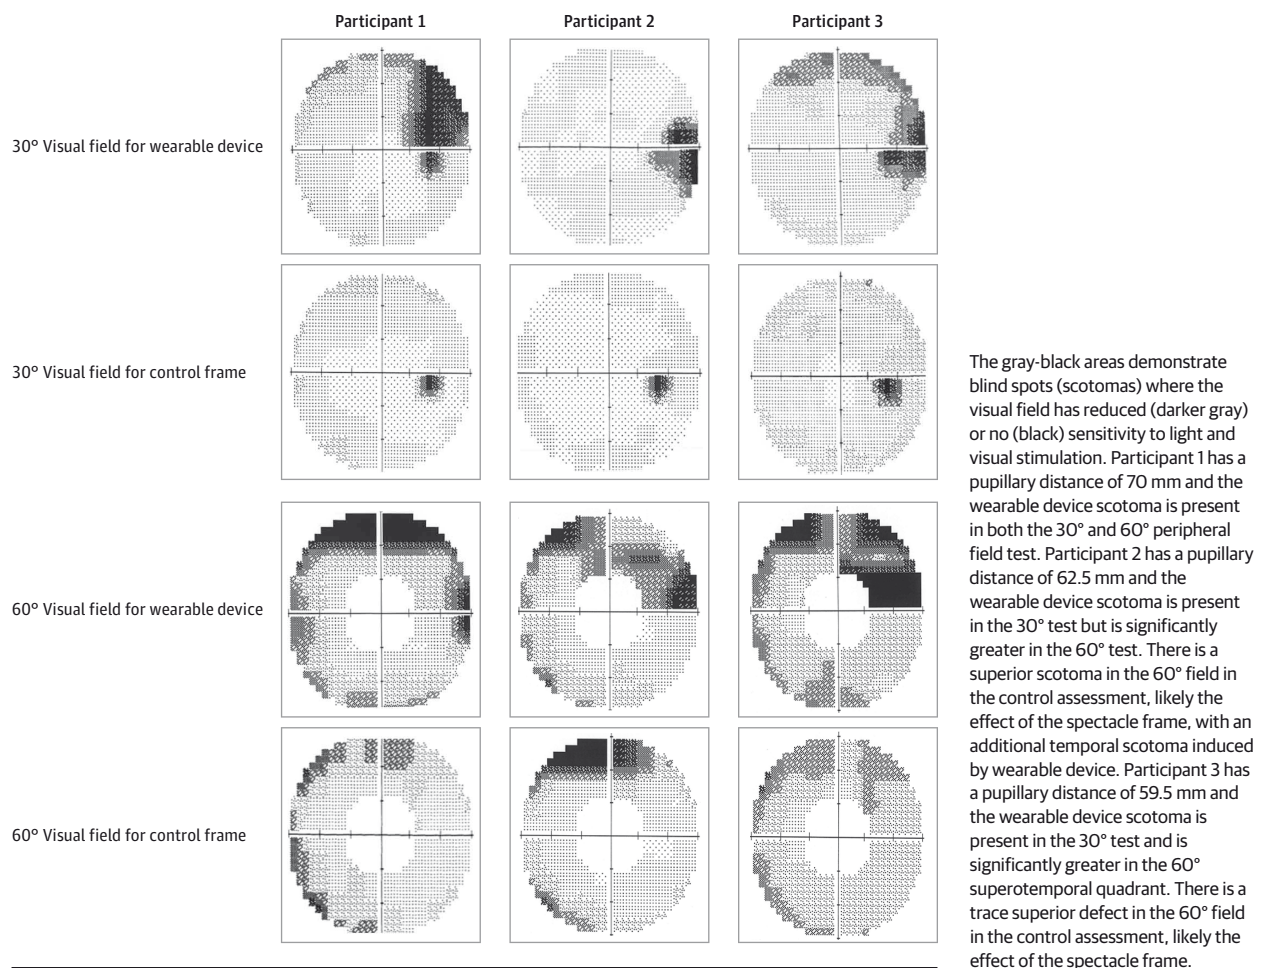 Participant 1
Participant 2
Participant 3
30° Visual field for wearable device
30° Visual field for control frame
60° Visual field for wearable device
60° Visual field for control frame
The gray-black areas demonstrate
blind spots (scotomas) where the
visual field has reduced (darker gray)
or no (black) sensitivity to light and
visual stimulation. Participant 1 has a
pupillary distance of 70 mm and the
wearable device scotoma is present
in both the 30° and 60° peripheral
field test. Participant 2 has a pupillary
distance of 62.5 mm and the
wearable device scotoma is present
in the 30° test but is significantly
greater in the 60° test. There is a
superior scotoma in the 60° field in
the control assessment, likely the
effect of the spectacle frame, with an
additional temporal scotoma induced
by wearable device. Participant 3 has
a pupillary distance of 59.5 mm and
the wearable device scotoma is
present in the 30° test and is
significantly greater in the 60°
superotemporal quadrant. There is a
trace superior defect in the 60° field
in the control assessment, likely the
effect of the spectacle frame.